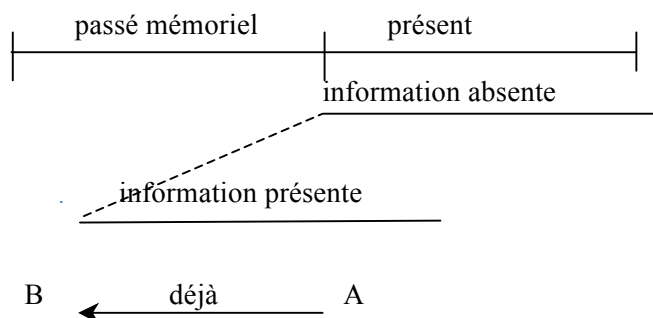 passé mémoriel présent
information absente
information présente
B déjà A